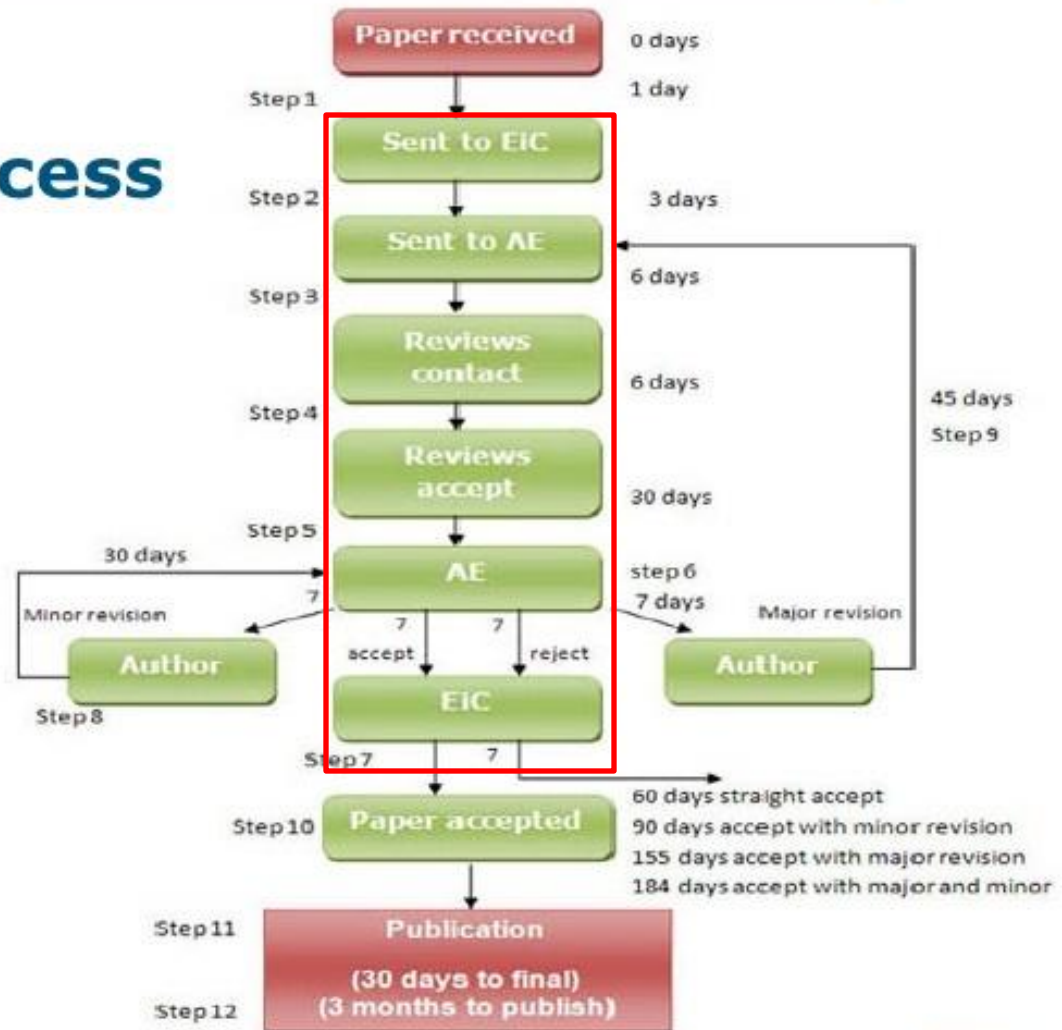 Paper received
0 days
1 day
Step 1
cess
Sent to EiC
Step 2
3 days
Sent to AE
6 days
Step 3
Reviews
contact
6 days
45 days
Step 4
Step 9
Reviews
accept
30 days
Step 5
30 days
AE
step 6
7
7 days
Minor revision
7
7
Major revision
accept
reject
Author
Author
EiC
Step 8
Step 7
7
60 days straight accept
Step 10
Paper accepted
90 days accept with minor revision
155 days accept with major revision
184 days accept with major and minor
Step 11
Publication
(30 days to final)
Step 12
(3 months to publish)